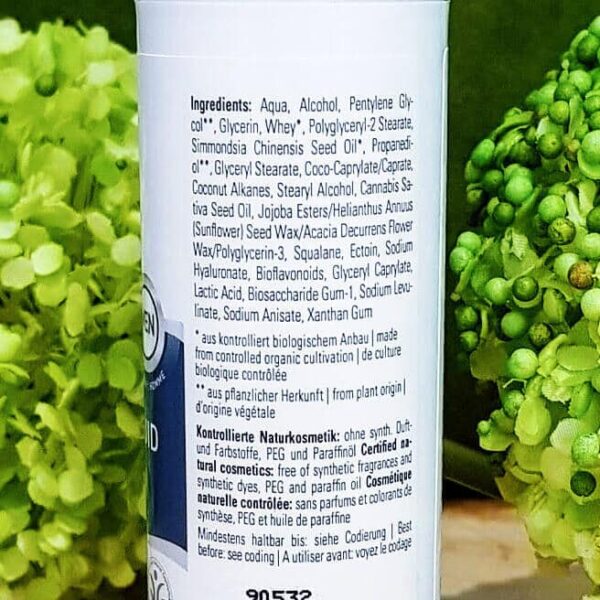 Ingredients: Aqua, Alcohol, Pentylene Gly-
col**, Glycerin, Whey*, Polyglyceryl-2 Stearate,
Simmondsia Chinensis Seed Oil*, Propanedi-
ol**, Glyceryl Stearate, Coco-Caprylate/Caprate,
Coconut Alkanes, Stearyl Alcohol, Cannabis Sa-
tiva Seed Oil, Jojoba Esters/Helianthus Annuus
(Sunflower) Seed Wax/Acacia Decurrens Flower
Wax/Polyglycerin-3, Squalane, Ectoin, Sodium
Hyaluronate, Bioflavonoids, Glyceryl Caprylate,
Lactic Acid, Biosaccharide Gum-1, Sodium Levu-
linate, Sodium Anisate, Xanthan Gum
* aus kontrolliert biologischem Anbau | made
from controlled organic cultivation | de culture
biologique contrôlée
** aus pflanzlicher Herkunft | from plant origin |
d'origine végétale
Kontrollierte Naturkosmetik: ohne synth. Duft-
und Farbstoffe, PEG und Paraffinöl Certified na-
tural cosmetics: free of synthetic fragrances and
synthetic dyes, PEG and paraffin oil Cosmétique
naturelle contrôlée: sans parfums et colorants de
synthèse, PEG et huile de paraffine
Mindestens haltbar bis: siehe Codierung | Best
before: see coding | A utiliser avant: voyez le codage
90532
EN
ID